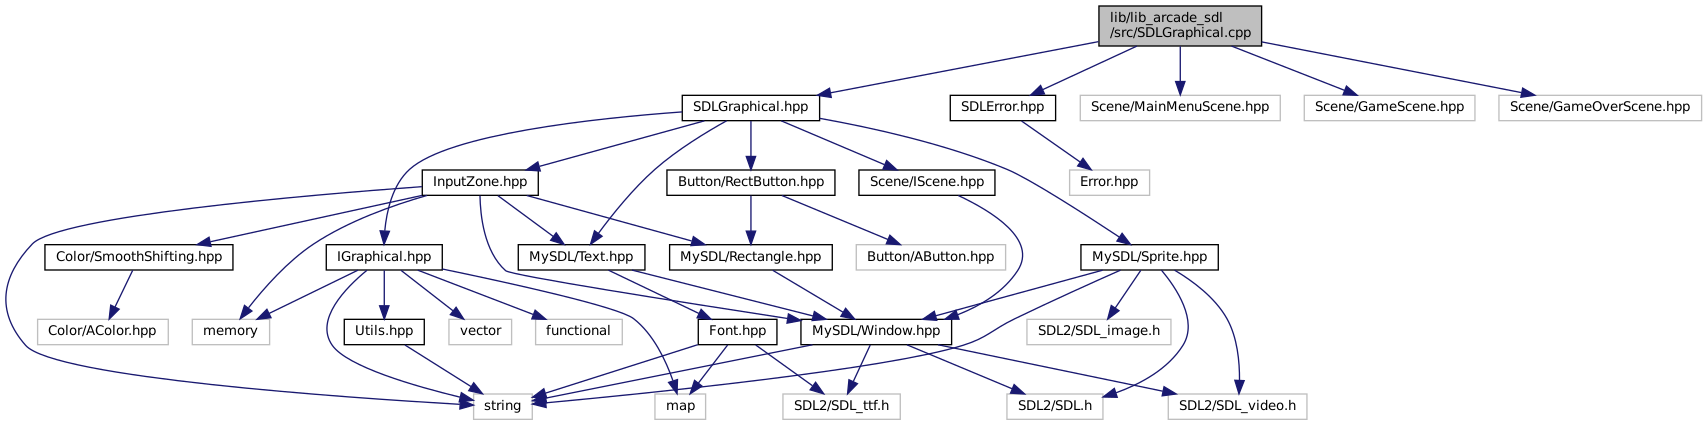 lib/lib_arcade_sdl
/src/SDLGraphical.cpp
SDLGraphical.hpp
SDLError.hpp
Scene/MainMenuScene.hpp
Scene/GameScene.hpp
Scene/GameOverScene.hpp
InputZone.hpp
Button/RectButton.hpp
Scene/IScene.hpp
Error.hpp
Color/SmoothShifting.hpp
IGraphical.hpp
MySDL/Text.hpp
MySDL/Rectangle.hpp
Button/AButton.hpp
MySDL/Sprite.hpp
Color/AColor.hpp
memory
Utils.hpp
vector
functional
Font.hpp
MySDL/Window.hpp
SDL2/SDL_image.h
string
map
SDL2/SDL_ttf.h
SDL2/SDL.h
SDL2/SDL_video.h